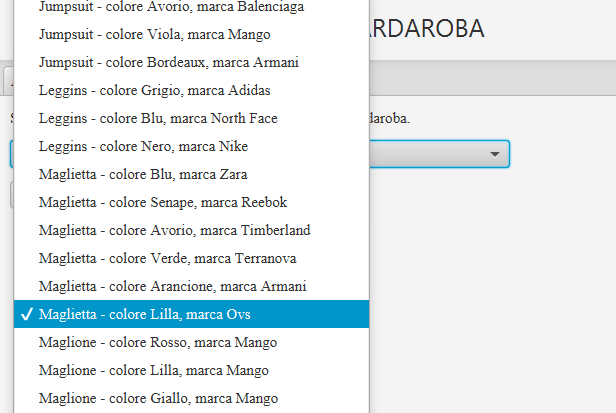 Jumpsuit - colore Avorio, marca Balenciaga
Jumpsuit - colore Viola, marca Mango
ARDAROBA
Jumpsuit - colore Bordeaux, marca Armani
Leggins - colore Grigio, marca Adidas
Leggins - colore Blu, marca North Face
daroba.
Leggins - colore Nero, marca Nike
Maglietta - colore Blu, marca Zara
Maglietta - colore Senape, marca Reebok
Maglietta - colore Avorio, marca Timberland
Maglietta - colore Verde, marca Terranova
Maglietta - colore Arancione, marca Armani
Maglietta - colore Lilla, marca Ovs
Maglione - colore Rosso, marca Mango
Maglione - colore Lilla, marca Mango
Maglione - colore Giallo, marca Mango